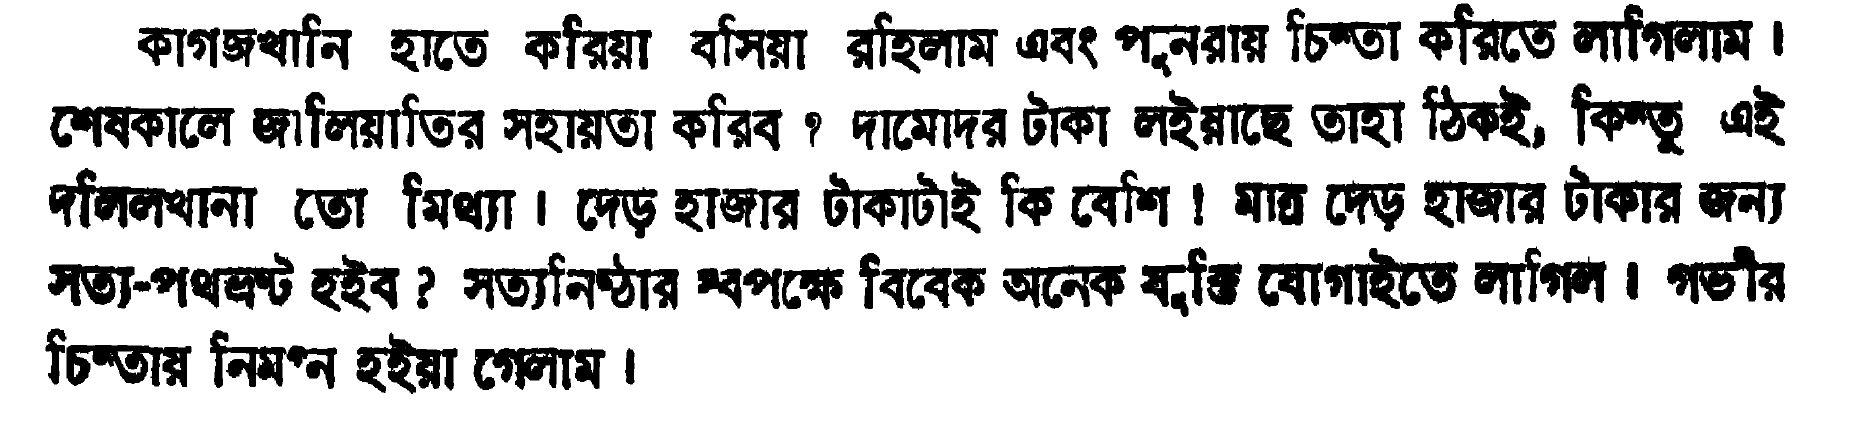 কাগজখানি হাতে করিয়া বসিয়া রহিলাম এবং পুনরায় চিন্তা করিতে লাগিলাম ।
শেষকালে জালিয়াতির সহায়তা করিব ? দামোদর টাকা লইয়াছে তাহা ঠিকই, কিন্তু এই
দলিলখানা তো মিথ্যা । দেড় হাজার টাকাটাই কি বেশি ! মাত্র দেড় হাজার টাকার জন্য
সত্য-পথভ্রষ্ট হইব ? সত্যনিষ্ঠার স্বপক্ষে বিবেক অনেক যুক্তি যোগাইতে লাগিল । গভীর
চিন্তায় নিমগ্ন হইয়া গেলাম ।